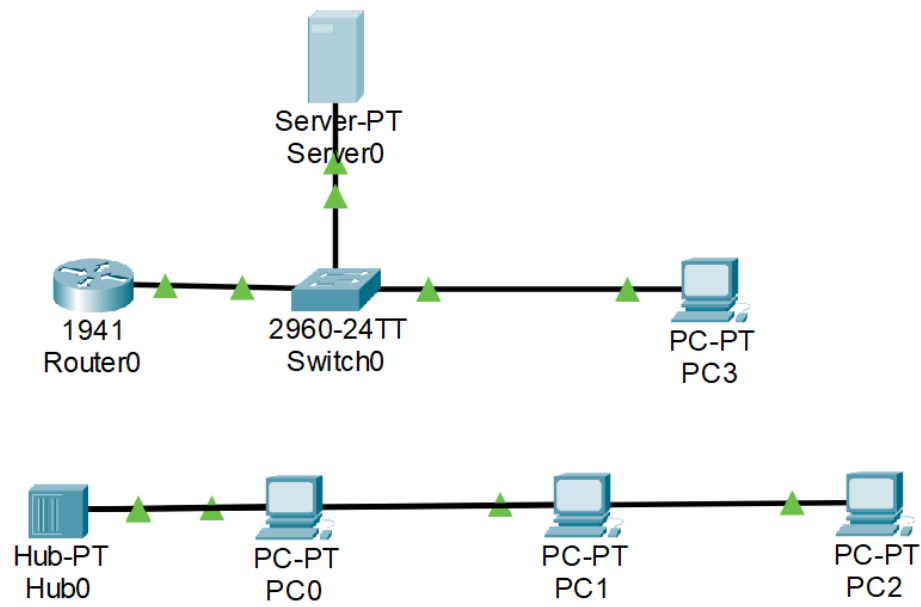 Server-PT
Server0
1941
Router0
2960-24TT
Switch0
PC-PT
PC3
Hub-PT
Hub0
PC-PT
PC0
PC-PT
PC1
PC-PT
PC2